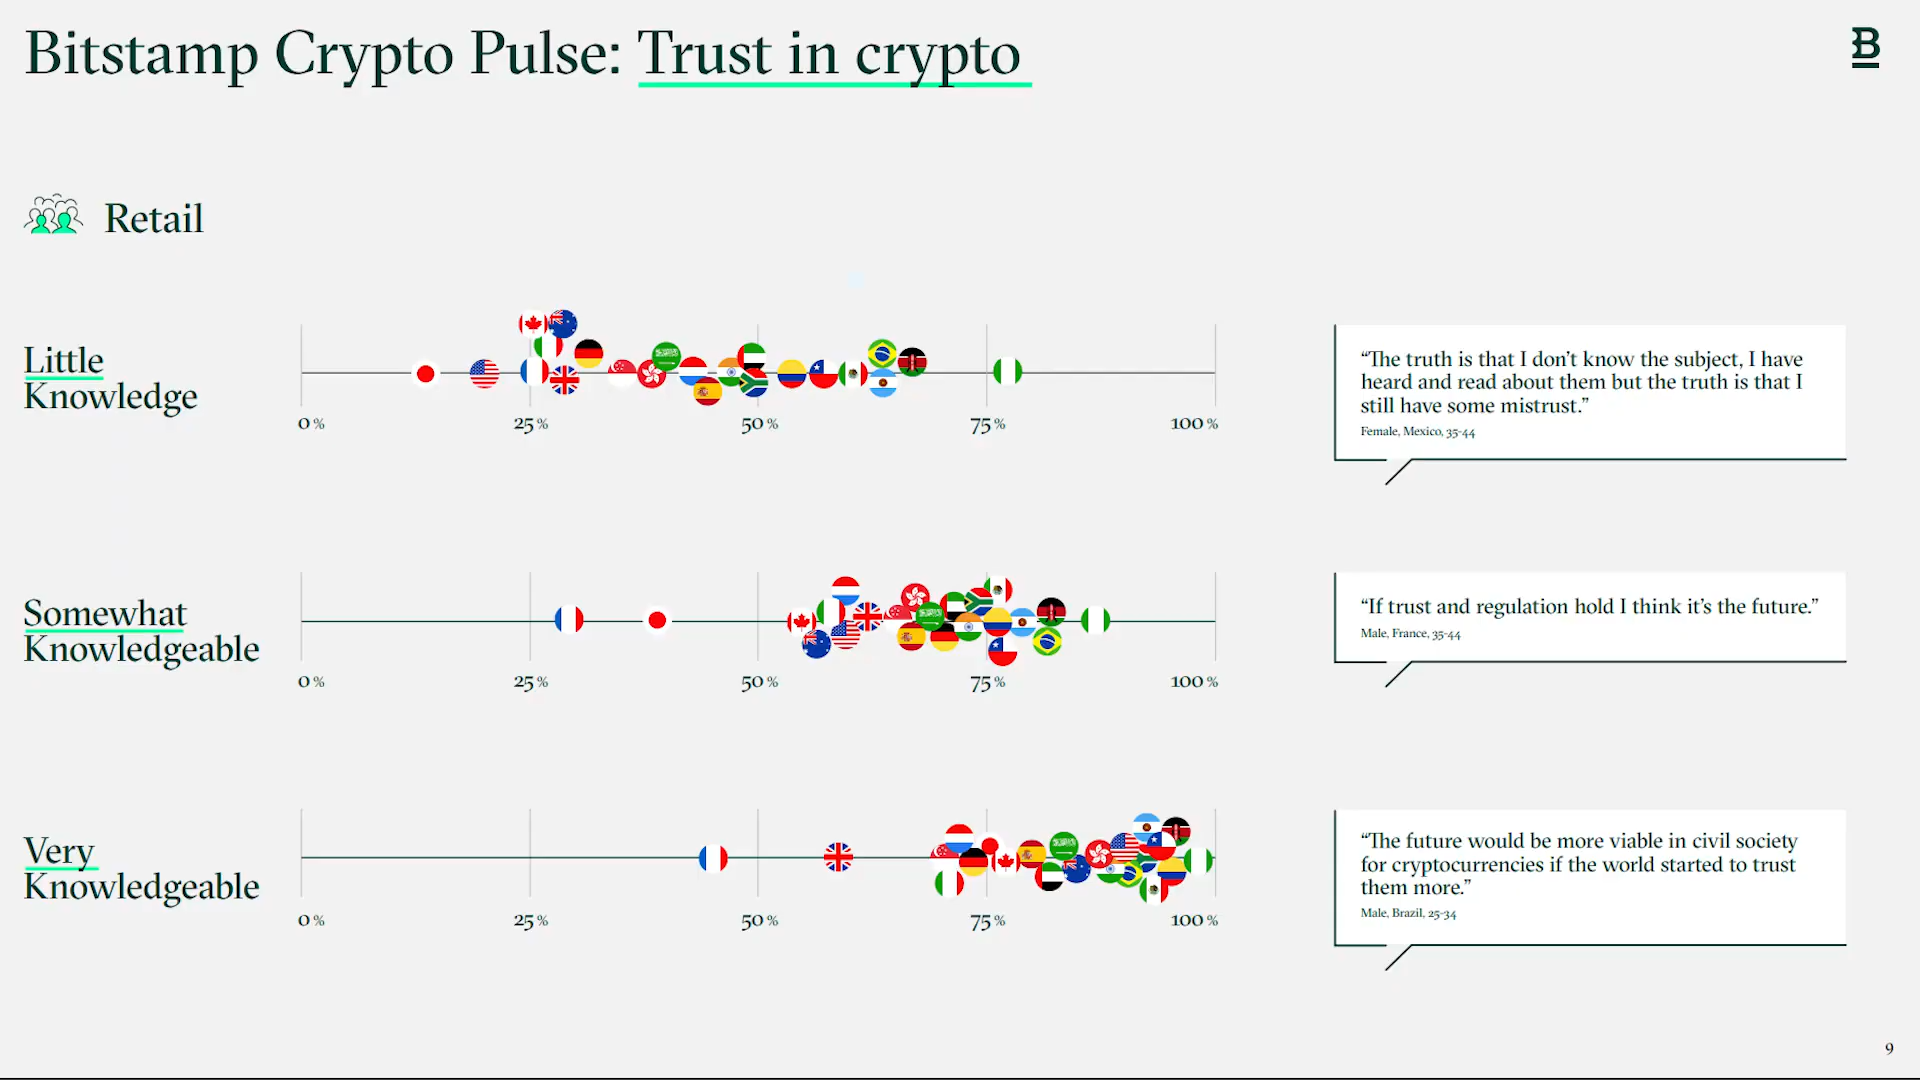 Bitstamp Crypto Pulse: Trust in crypto
B
Retail
Little
Knowledge
0 %
25 %
50 %
75 %
100 %
“The truth is that I don’t know the subject, I have
heard and read about them but the truth is that I
still have some mistrust.”
Female, Mexico, 35-44
Somewhat
Knowledgeable
0 %
25 %
50 %
75 %
100 %
“If trust and regulation hold I think it’s the future.”
Male, France, 35-44
Very
Knowledgeable
0 %
25 %
50 %
75 %
100 %
“The future would be more viable in civil society
for cryptocurrencies if the world started to trust
them more.”
Male, Brazil, 25-34
9